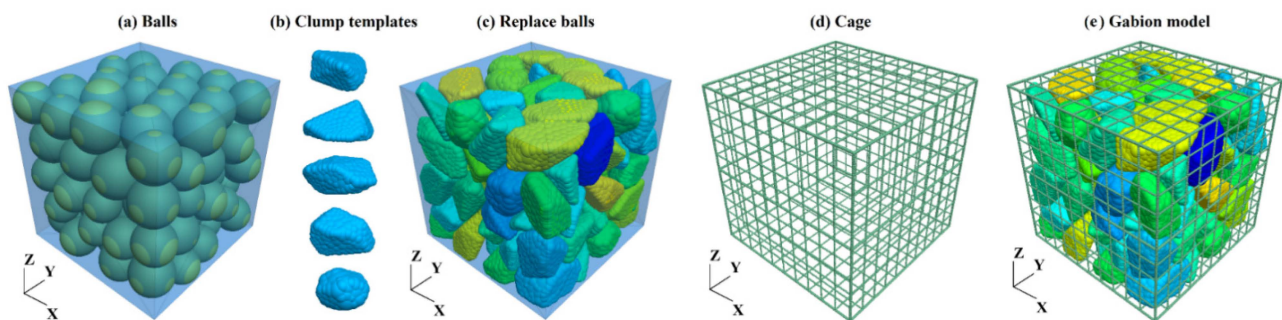 (a) Balls
(b) Clump templates
(c) Replace balls
(d) Cage
(e) Gabion model
Z
Y
X
Z
Y
X
Z
Y
X
Z
Y
X